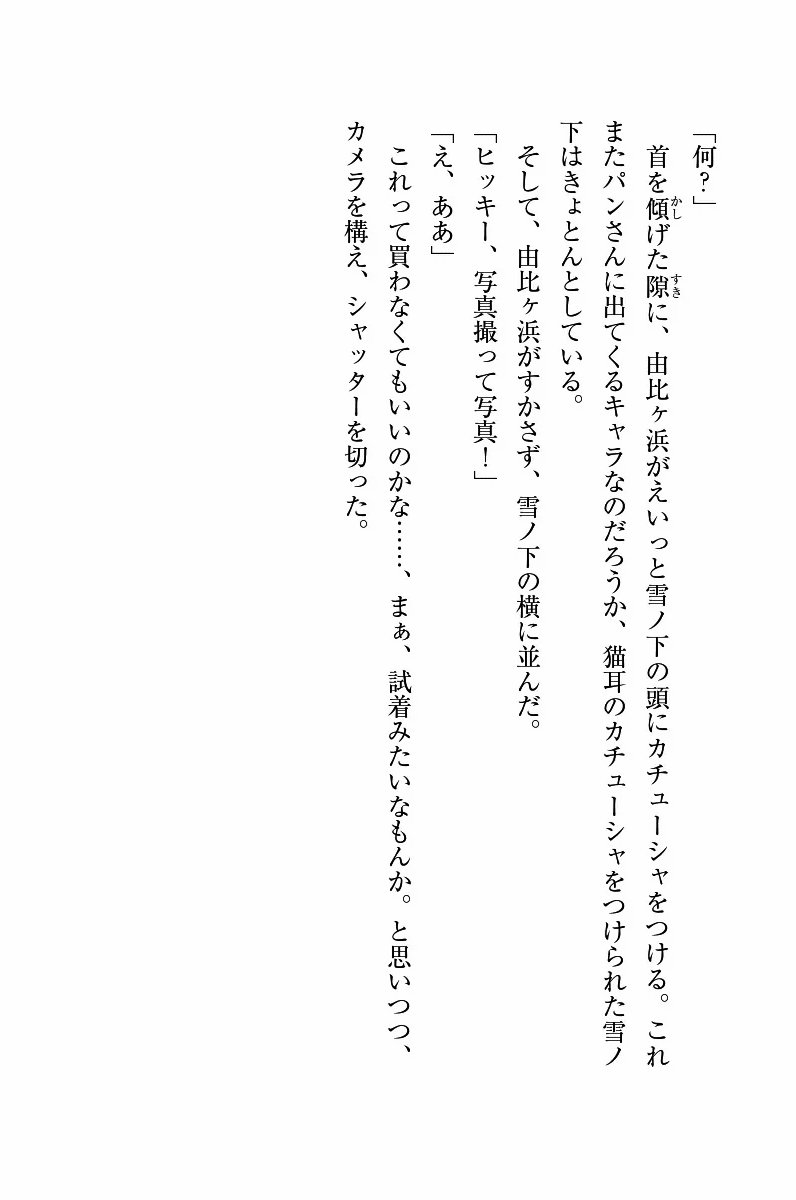 「何？」
　首を傾げた隙に、由比ヶ浜がえいっと雪ノ下の頭にカチューシャをつける。これ
またパンさんに出てくるキャラなのだろうか、猫耳のカチューシャをつけられた雪ノ
下はきょとんとしている。
　そして、由比ヶ浜がすかさず、雪ノ下の横に並んだ。
「ヒッキー、写真撮って写真！」
「え、ああ」
　これって買わなくてもいいのかな……、まぁ、試着みたいなもんか。と思いつつ、
カメラを構え、シャッターを切った。